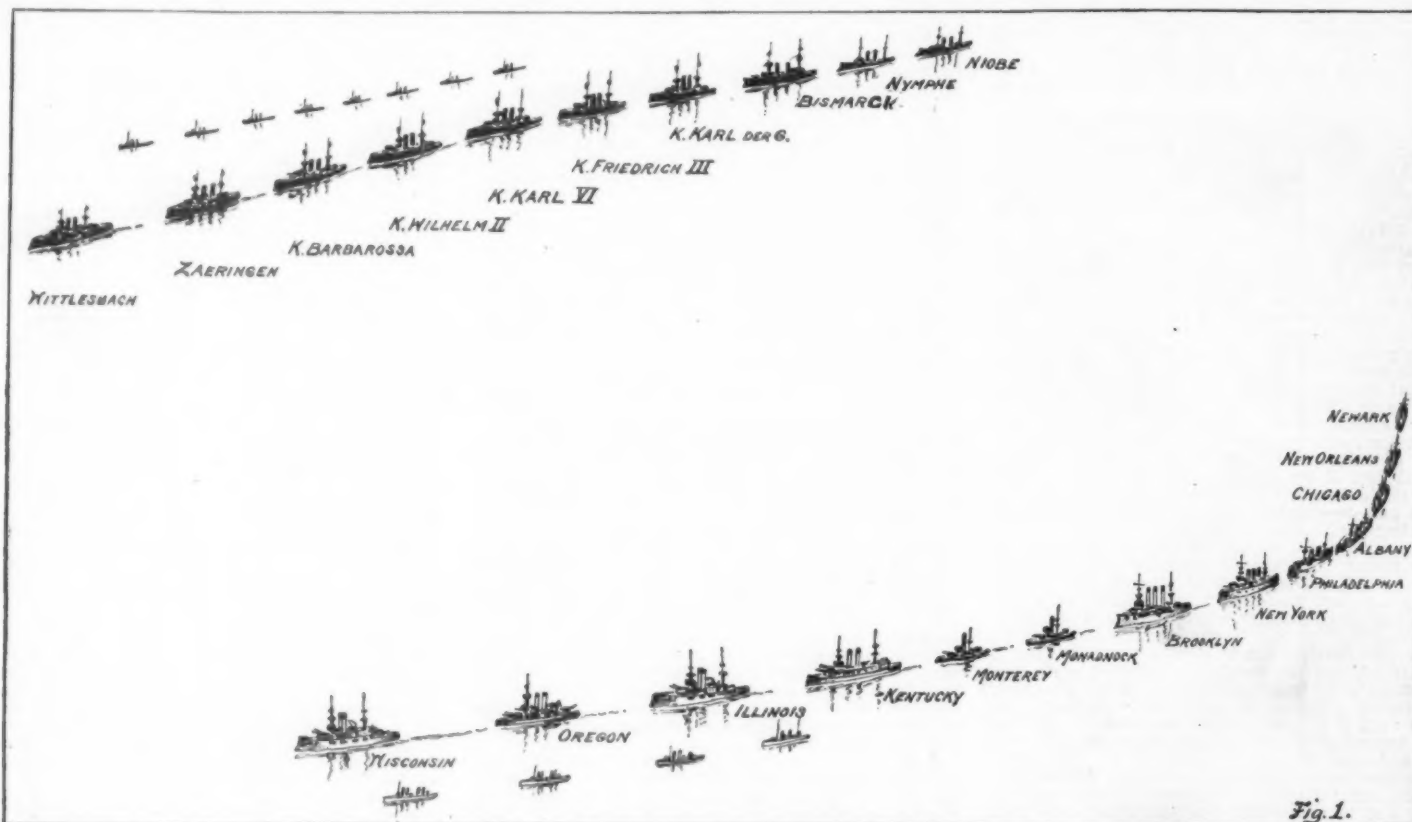 NIOBE
NYMPHE
BISMARCK.
K. KARL DER G.
K. FRIEDRICH III
K. KARL VI
K. WILHELM II
K. BARBAROSSA
ZAERINGEN
WITTLESBACH
NEWARK
NEW ORLEANS
CHICAGO
ALBANY
PHILADELPHIA
NEW YORK
BROOKLYN
MONADNOCK
MONTEREY
KENTUCKY
ILLINOIS
OREGON
WISCONSIN
Fig. 1.